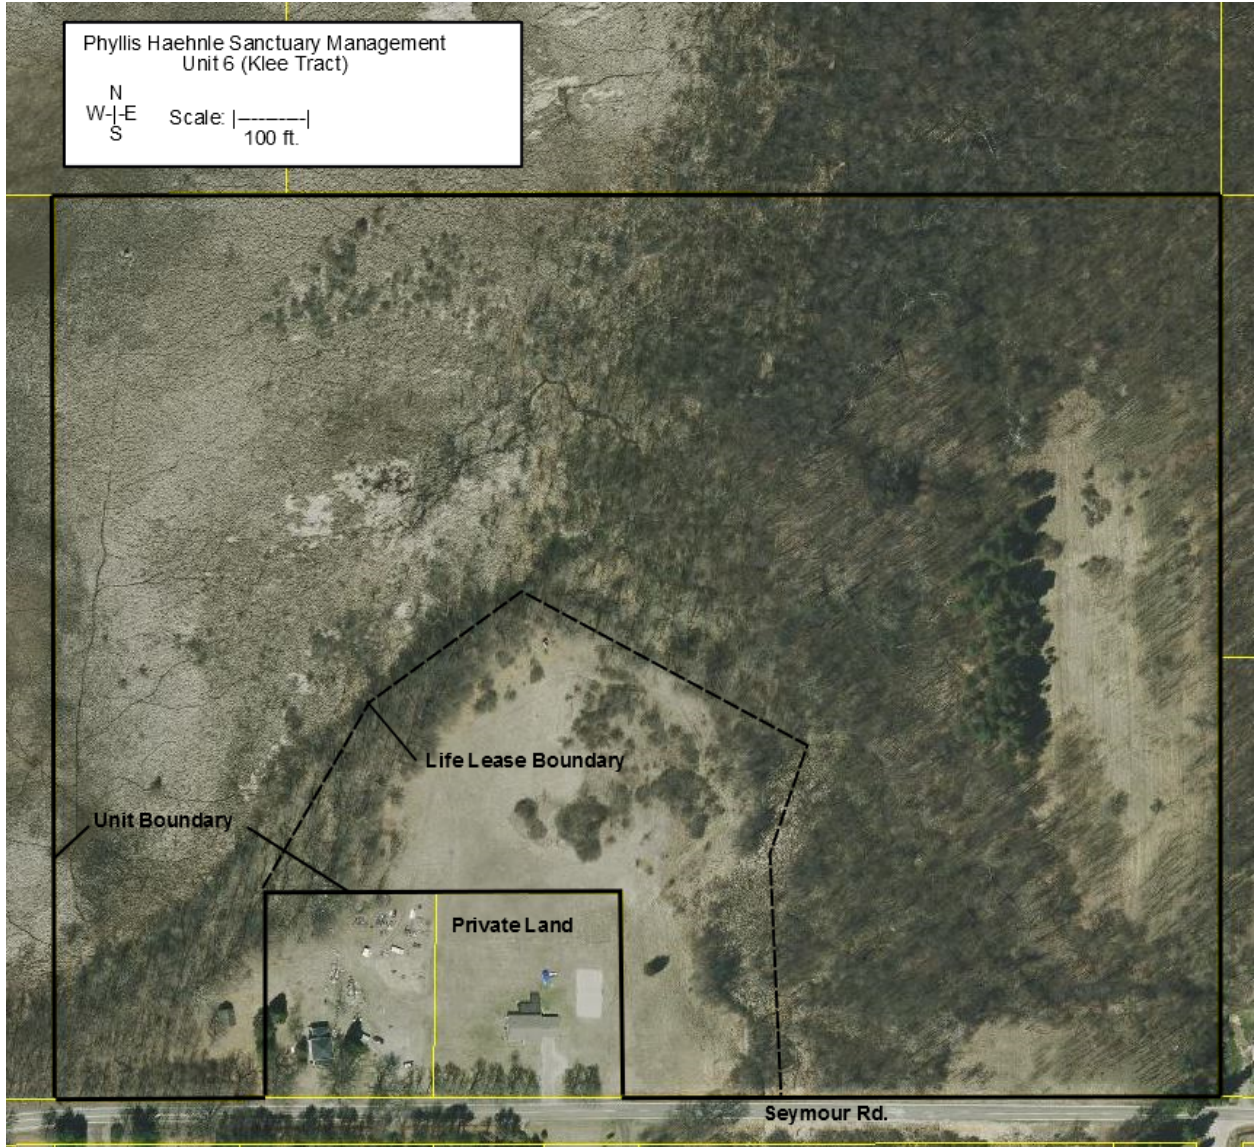 Phyllis Haehnle Sanctuary Management
Unit 6 (Klee Tract)
N
W-|-E
S
Scale: |----------|
100 ft.
Life Lease Boundary
Unit Boundary
Private Land
Seymour Rd.